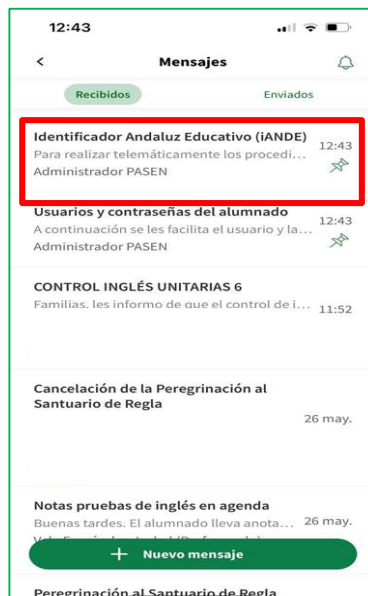 12:43
Mensajes
Recibidos
Enviados
Identificador Andaluz Educativo (iANDE)
Para realizar telemáticamente los procedi...
12:43
Administrador PASEN
Usuarios y contraseñas del alumnado
A continuación se les facilita el usuario y la...
12:43
Administrador PASEN
CONTROL INGLÉS UNITARIAS 6
Familias, les informo de que el control de i...
11:52
Cancelación de la Peregrinación al
Santuario de Regla
26 may.
Notas pruebas de inglés en agenda
Buenas tardes. El alumnado lleva anota...
26 may.
+ Nuevo mensaje
Peregrinación al Santuario de Regla